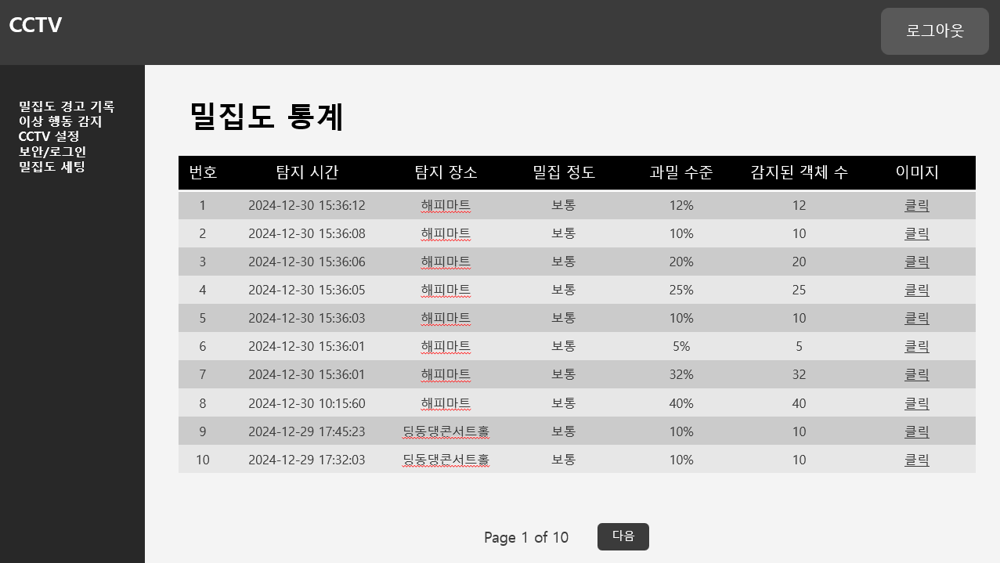 CCTV
로그아웃
밀집도 경고 기록
이상 행동 감지
CCTV 설정
보안/로그인
밀집도 세팅
밀집도 통계
번호 탐지 시간 탐지 장소 밀집 정도 과밀 수준 감지된 객체 수 이미지
1 2024-12-30 15:36:12 해피마트 보통 12% 12 클릭
2 2024-12-30 15:36:08 해피마트 보통 10% 10 클릭
3 2024-12-30 15:36:06 해피마트 보통 20% 20 클릭
4 2024-12-30 15:36:05 해피마트 보통 25% 25 클릭
5 2024-12-30 15:36:03 해피마트 보통 10% 10 클릭
6 2024-12-30 15:36:01 해피마트 보통 5% 5 클릭
7 2024-12-30 15:36:01 해피마트 보통 32% 32 클릭
8 2024-12-30 10:15:60 해피마트 보통 40% 40 클릭
9 2024-12-29 17:45:23 딩동댕콘서트홀 보통 10% 10 클릭
10 2024-12-29 17:32:03 딩동댕콘서트홀 보통 10% 10 클릭
Page 1 of 10 다음